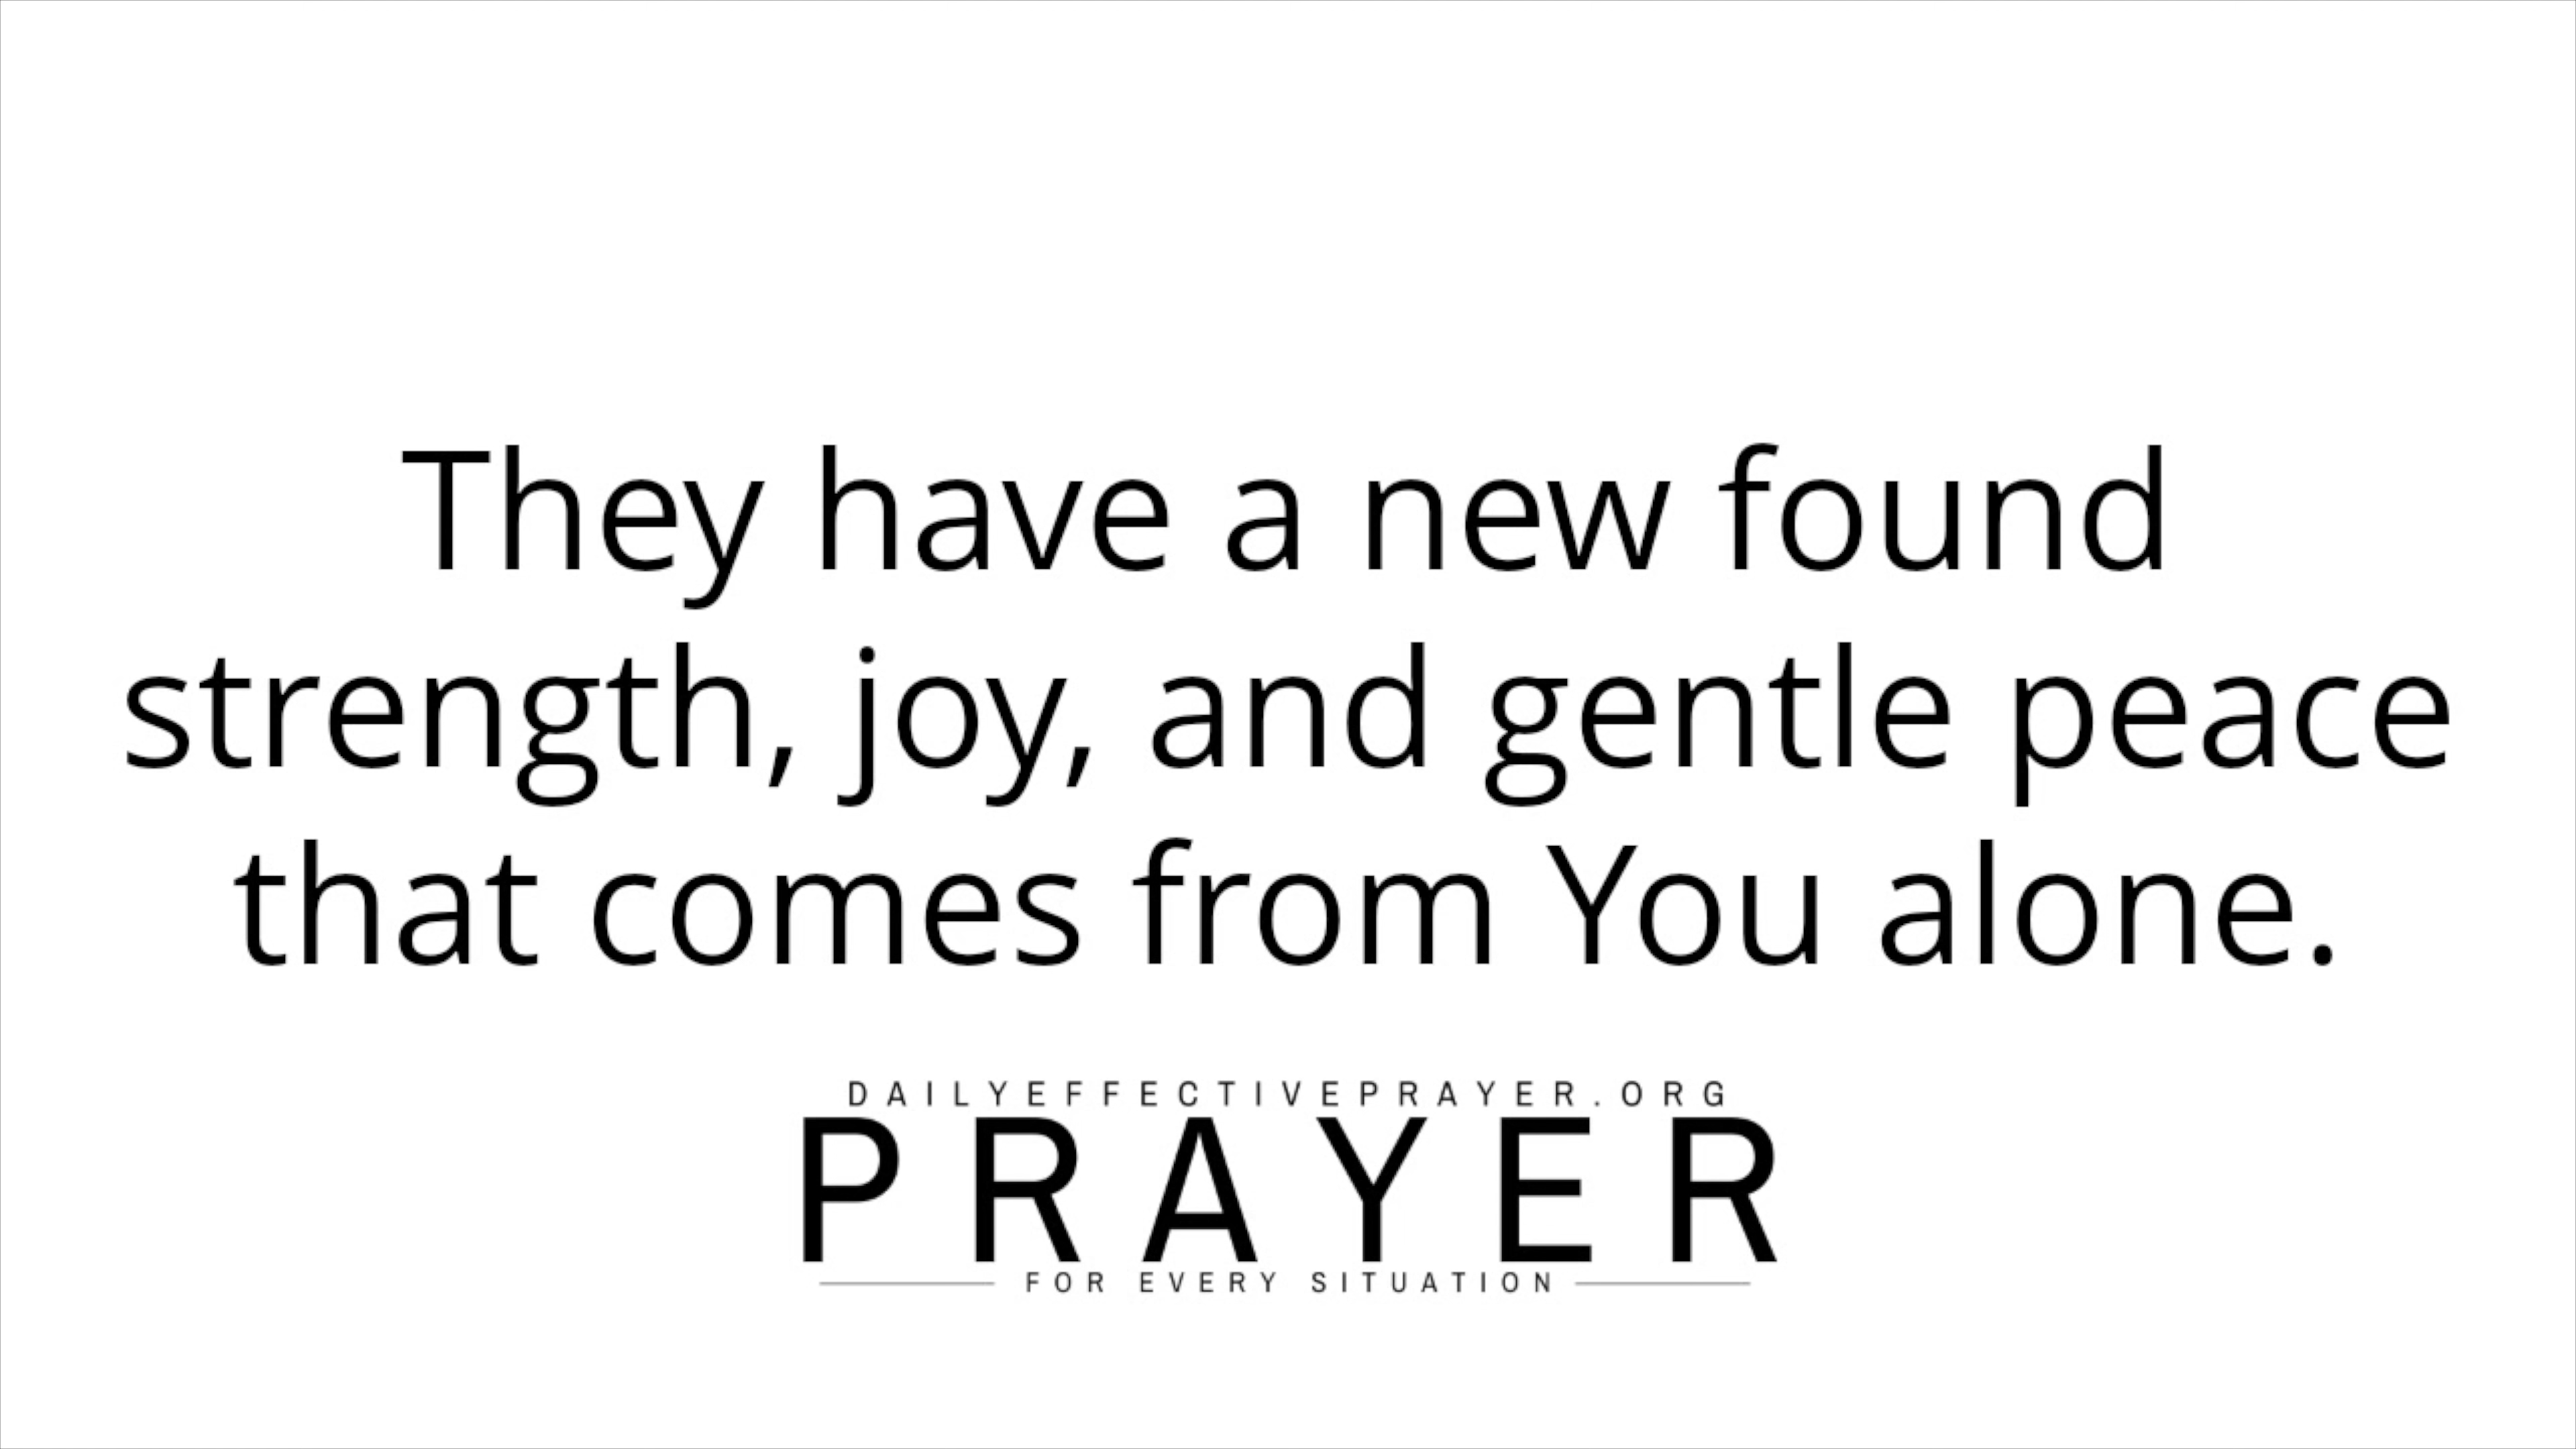 They have a new found
strength, joy, and gentle peace
that comes from You alone.
DAILYEFFECTIVEPRAYER.ORG
PRAYER
FOR EVERY SITUATION